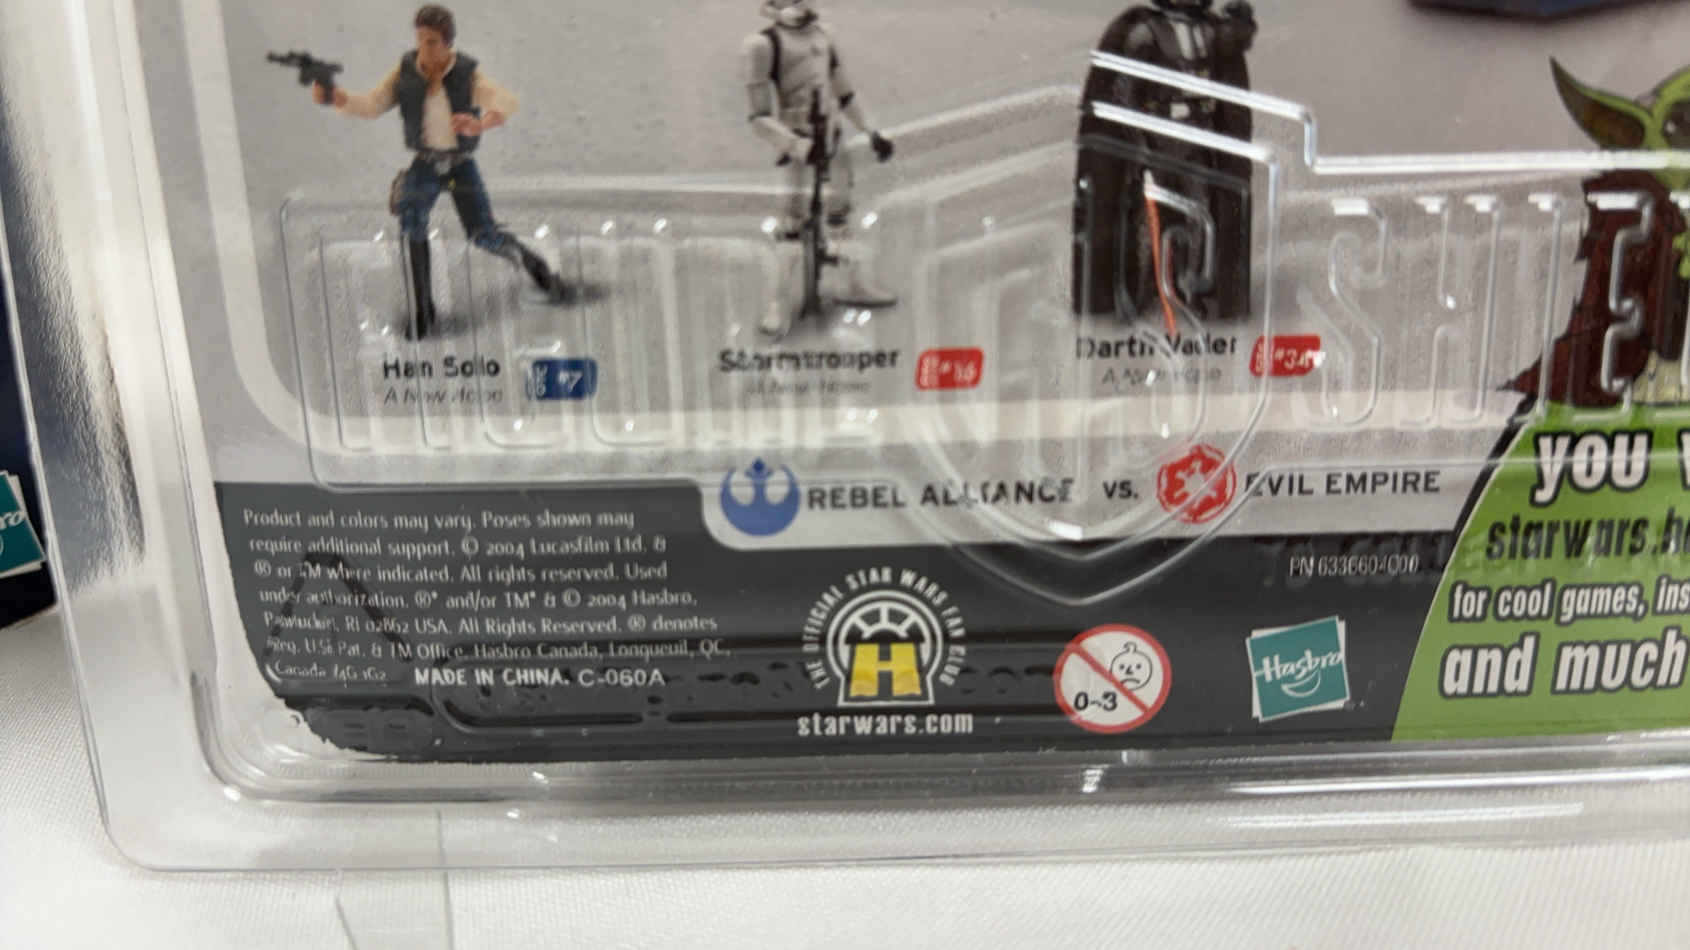 Han Solo
A New Hope
#7
Stormtrooper
A New Hope
#16
Darth Vader
A New Hope
#34
REBEL ALLIANCE VS. EVIL EMPIRE
Product and colors may vary. Poses shown may
require additional support. © 2004 Lucasfilm Ltd. &
® or TM where indicated. All rights reserved. Used
under authorization. ®* and/or TM* & © 2004 Hasbro,
Pawtucket, RI 02862 USA. All Rights Reserved. ® denotes
Reg. U.S. Pat. & TM Office. Hasbro Canada, Longueuil, QC,
Canada J4G 1G2 MADE IN CHINA. C-060A
THE OFFICIAL STAR WARS FAN CLUB
H
starwars.com
0-3
PN 6336604000
Hasbro
you
starwars.
for cool games,
and much